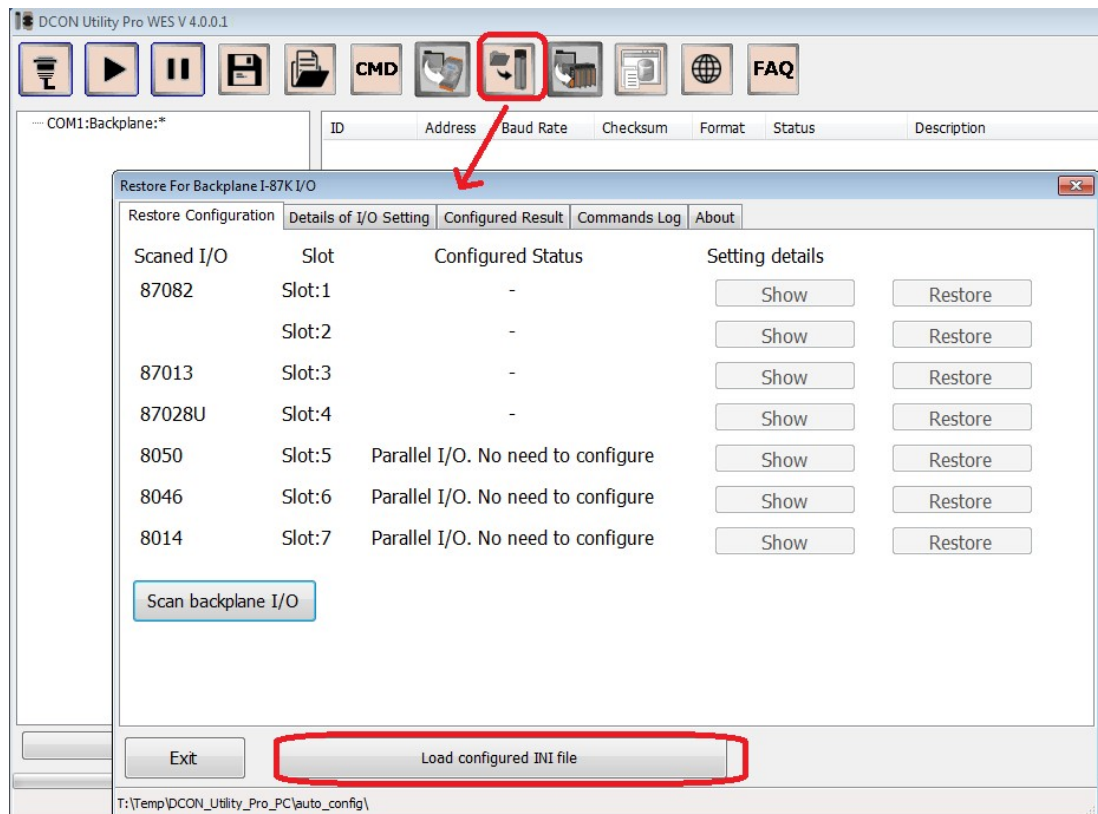 DCON Utility Pro WES V 4.0.0.1
CMD FAQ
COM1:Backplane:*
ID Address Baud Rate Checksum Format Status Description
Restore For Backplane I-87K I/O
Restore Configuration Details of I/O Setting Configured Result Commands Log About
Scaned I/O Slot Configured Status Setting details
87082 Slot:1 - Show Restore
Slot:2 - Show Restore
87013 Slot:3 - Show Restore
87028U Slot:4 - Show Restore
8050 Slot:5 Parallel I/O. No need to configure Show Restore
8046 Slot:6 Parallel I/O. No need to configure Show Restore
8014 Slot:7 Parallel I/O. No need to configure Show Restore
Scan backplane I/O
Exit Load configured INI file
T:\Temp\DCON_Utility_Pro_PC\auto_config\